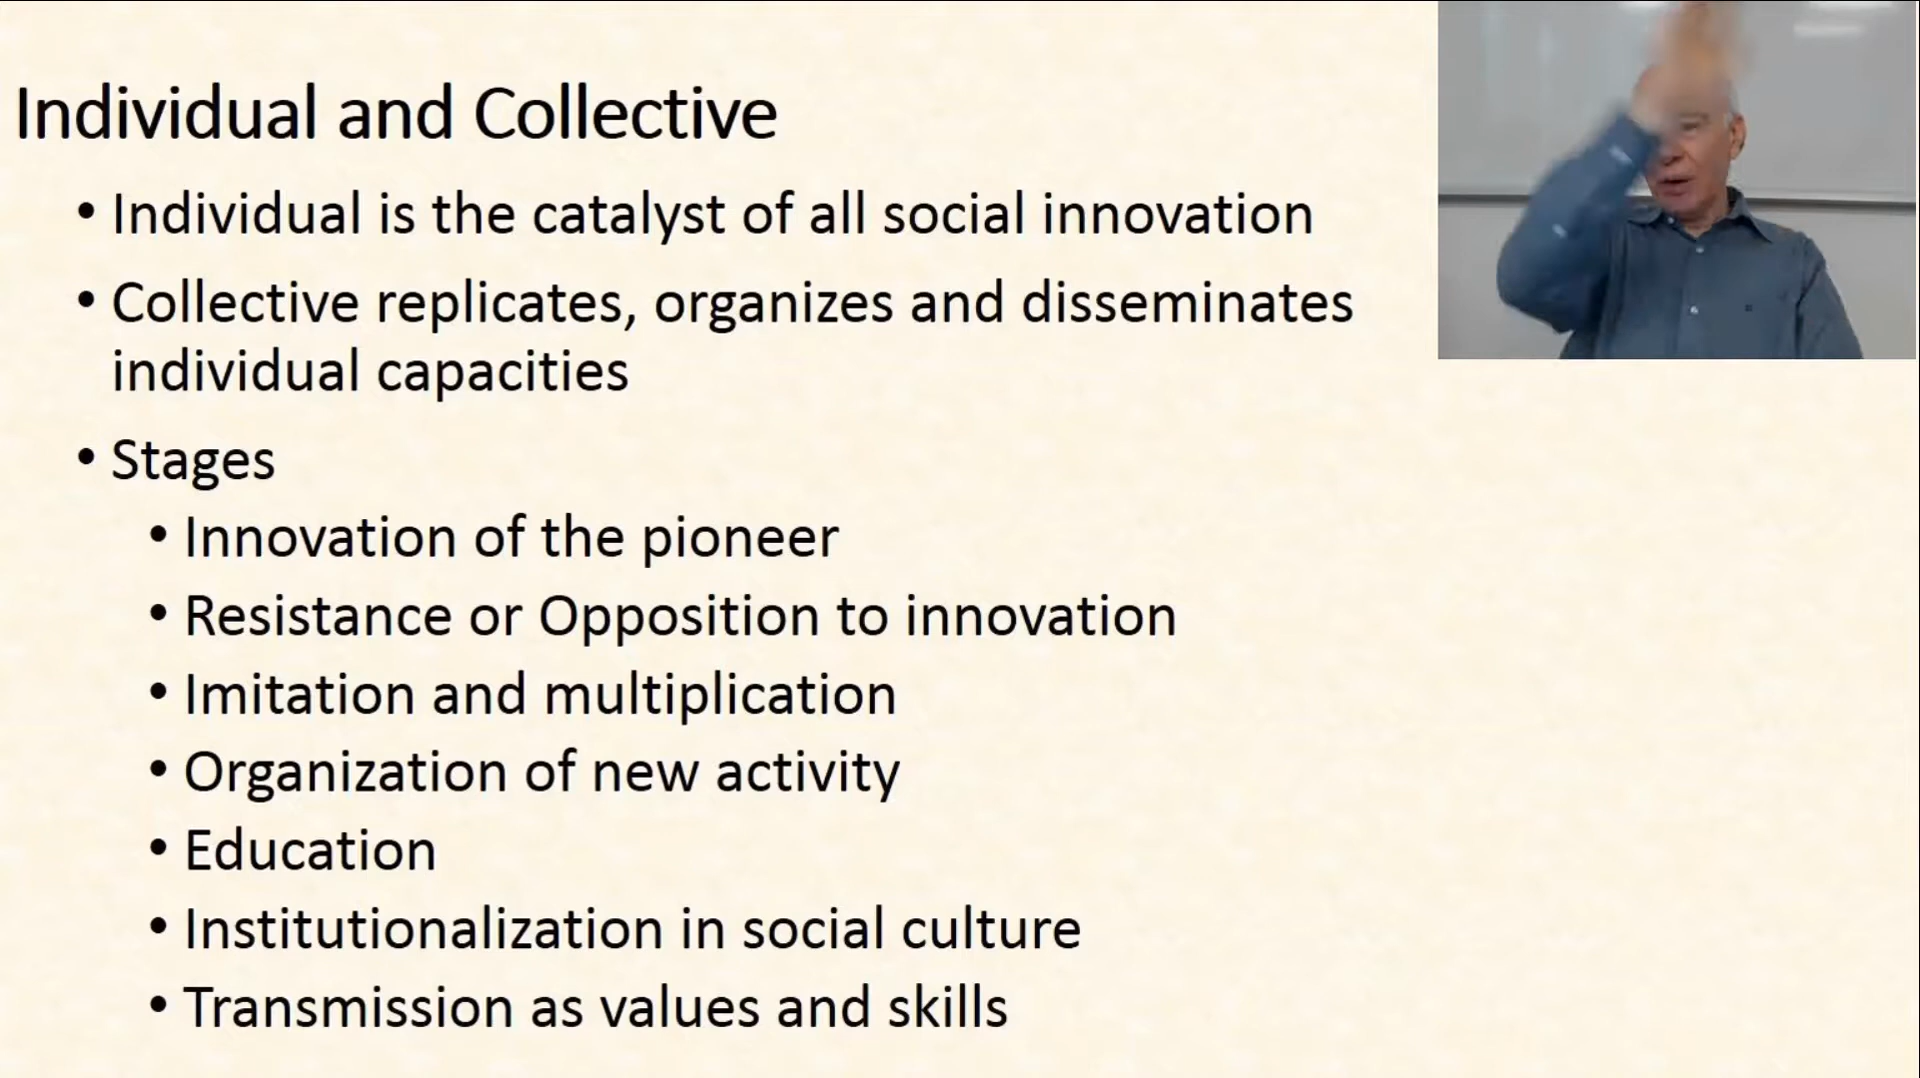 Individual and Collective
• Individual is the catalyst of all social innovation
• Collective replicates, organizes and disseminates
individual capacities
• Stages
• Innovation of the pioneer
• Resistance or Opposition to innovation
• Imitation and multiplication
• Organization of new activity
• Education
• Institutionalization in social culture
• Transmission as values and skills